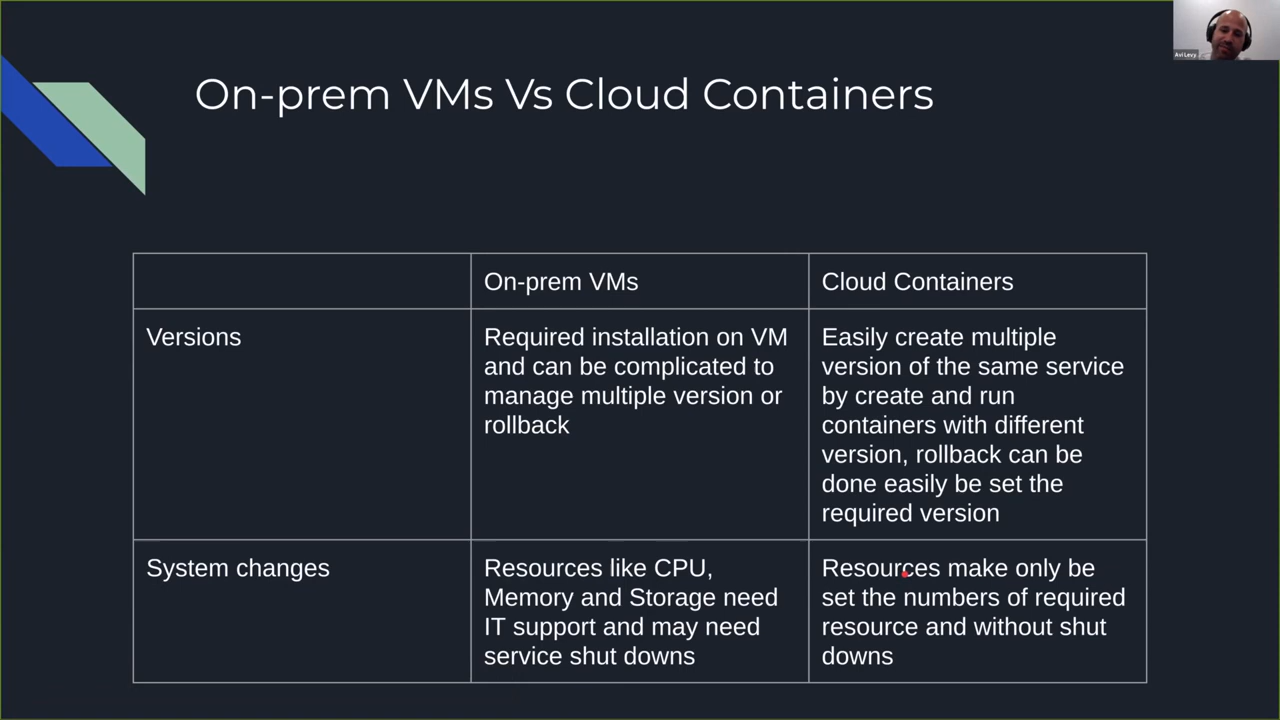 Avi Levy
On-prem VMs Vs Cloud Containers
On-prem VMs
Cloud Containers
Versions
Required installation on VM
and can be complicated to
manage multiple version or
rollback
Easily create multiple
version of the same service
by create and run
containers with different
version, rollback can be
done easily be set the
required version
System changes
Resources like CPU,
Memory and Storage need
IT support and may need
service shut downs
Resources make only be
set the numbers of required
resource and without shut
downs